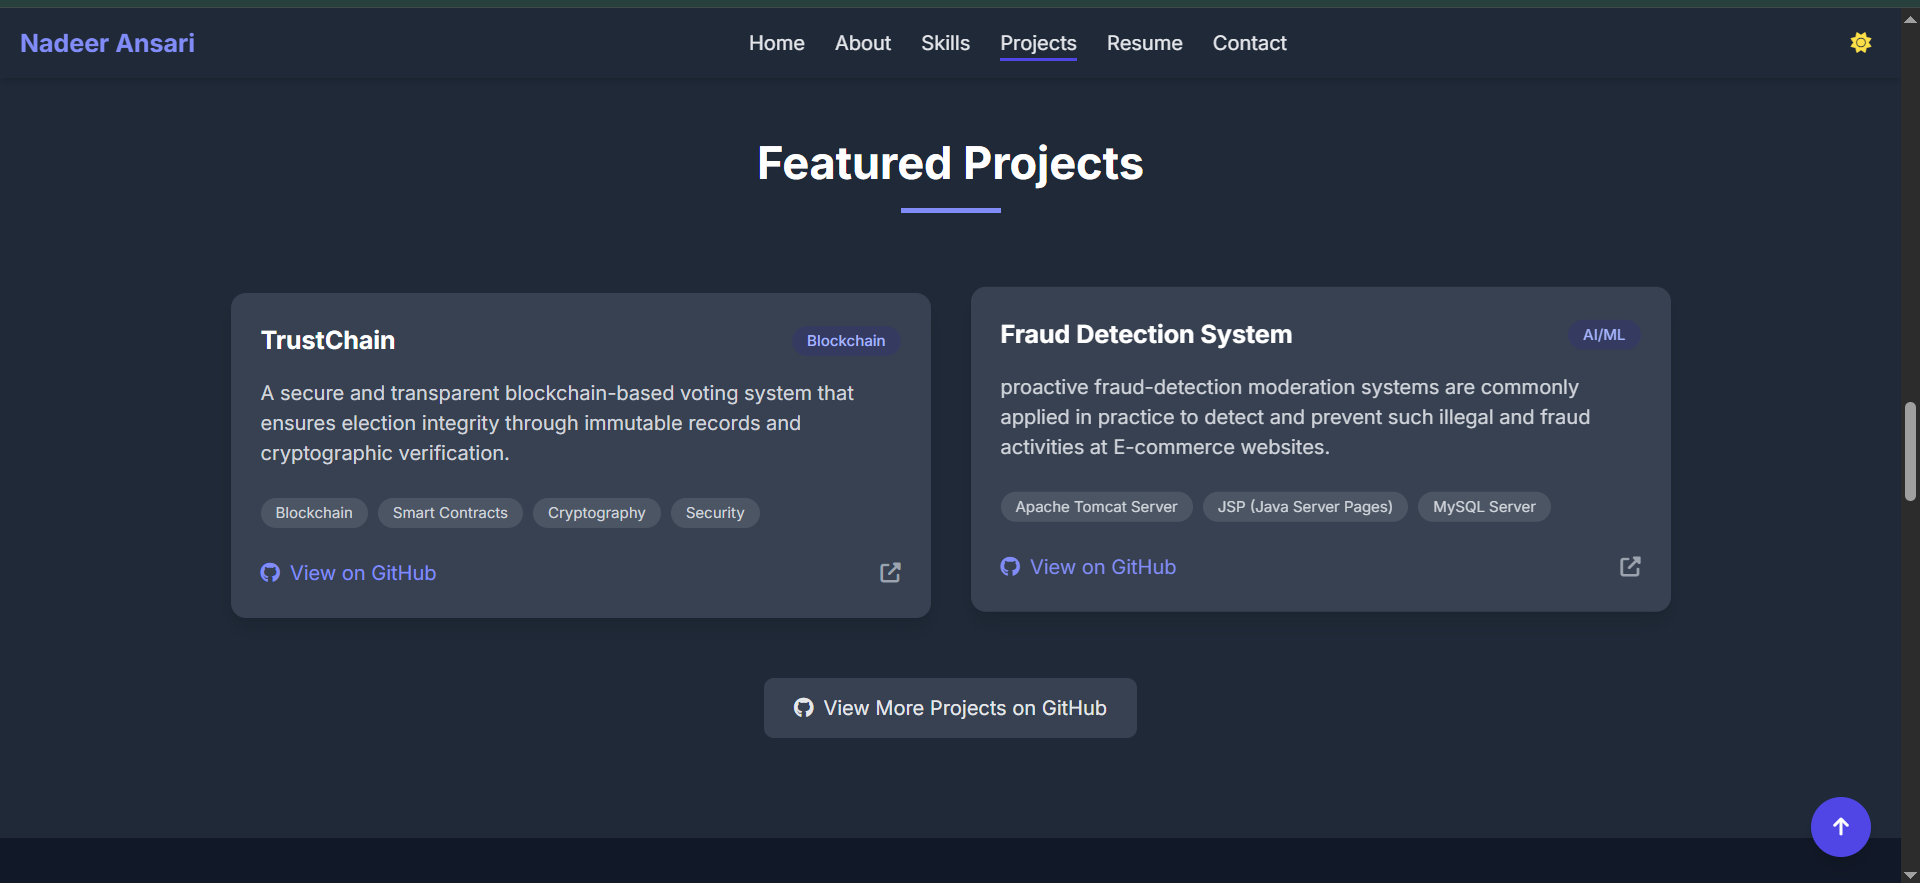 Nadeer Ansari
Home About Skills Projects Resume Contact
Featured Projects
TrustChain
Blockchain
A secure and transparent blockchain-based voting system that
ensures election integrity through immutable records and
cryptographic verification.
Blockchain Smart Contracts Cryptography Security
View on GitHub
Fraud Detection System
AI/ML
proactive fraud-detection moderation systems are commonly
applied in practice to detect and prevent such illegal and fraud
activities at E-commerce websites.
Apache Tomcat Server JSP (Java Server Pages) MySQL Server
View on GitHub
View More Projects on GitHub